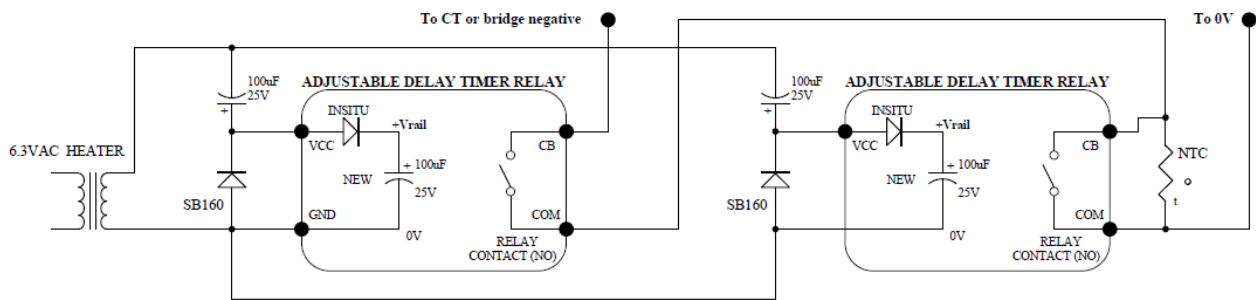 To CT or bridge negative
To 0V
100uF
25V
+
ADJUSTABLE DELAY TIMER RELAY
INSITU
+Vrail
VCC
+
100uF
NEW
25V
CB
6.3VAC HEATER
SB160
GND
COM
0V
RELAY
CONTACT (NO)
100uF
25V
+
ADJUSTABLE DELAY TIMER RELAY
INSITU
+Vrail
VCC
+
100uF
NEW
25V
CB
NTC
t
SB160
COM
0V
RELAY
CONTACT (NO)